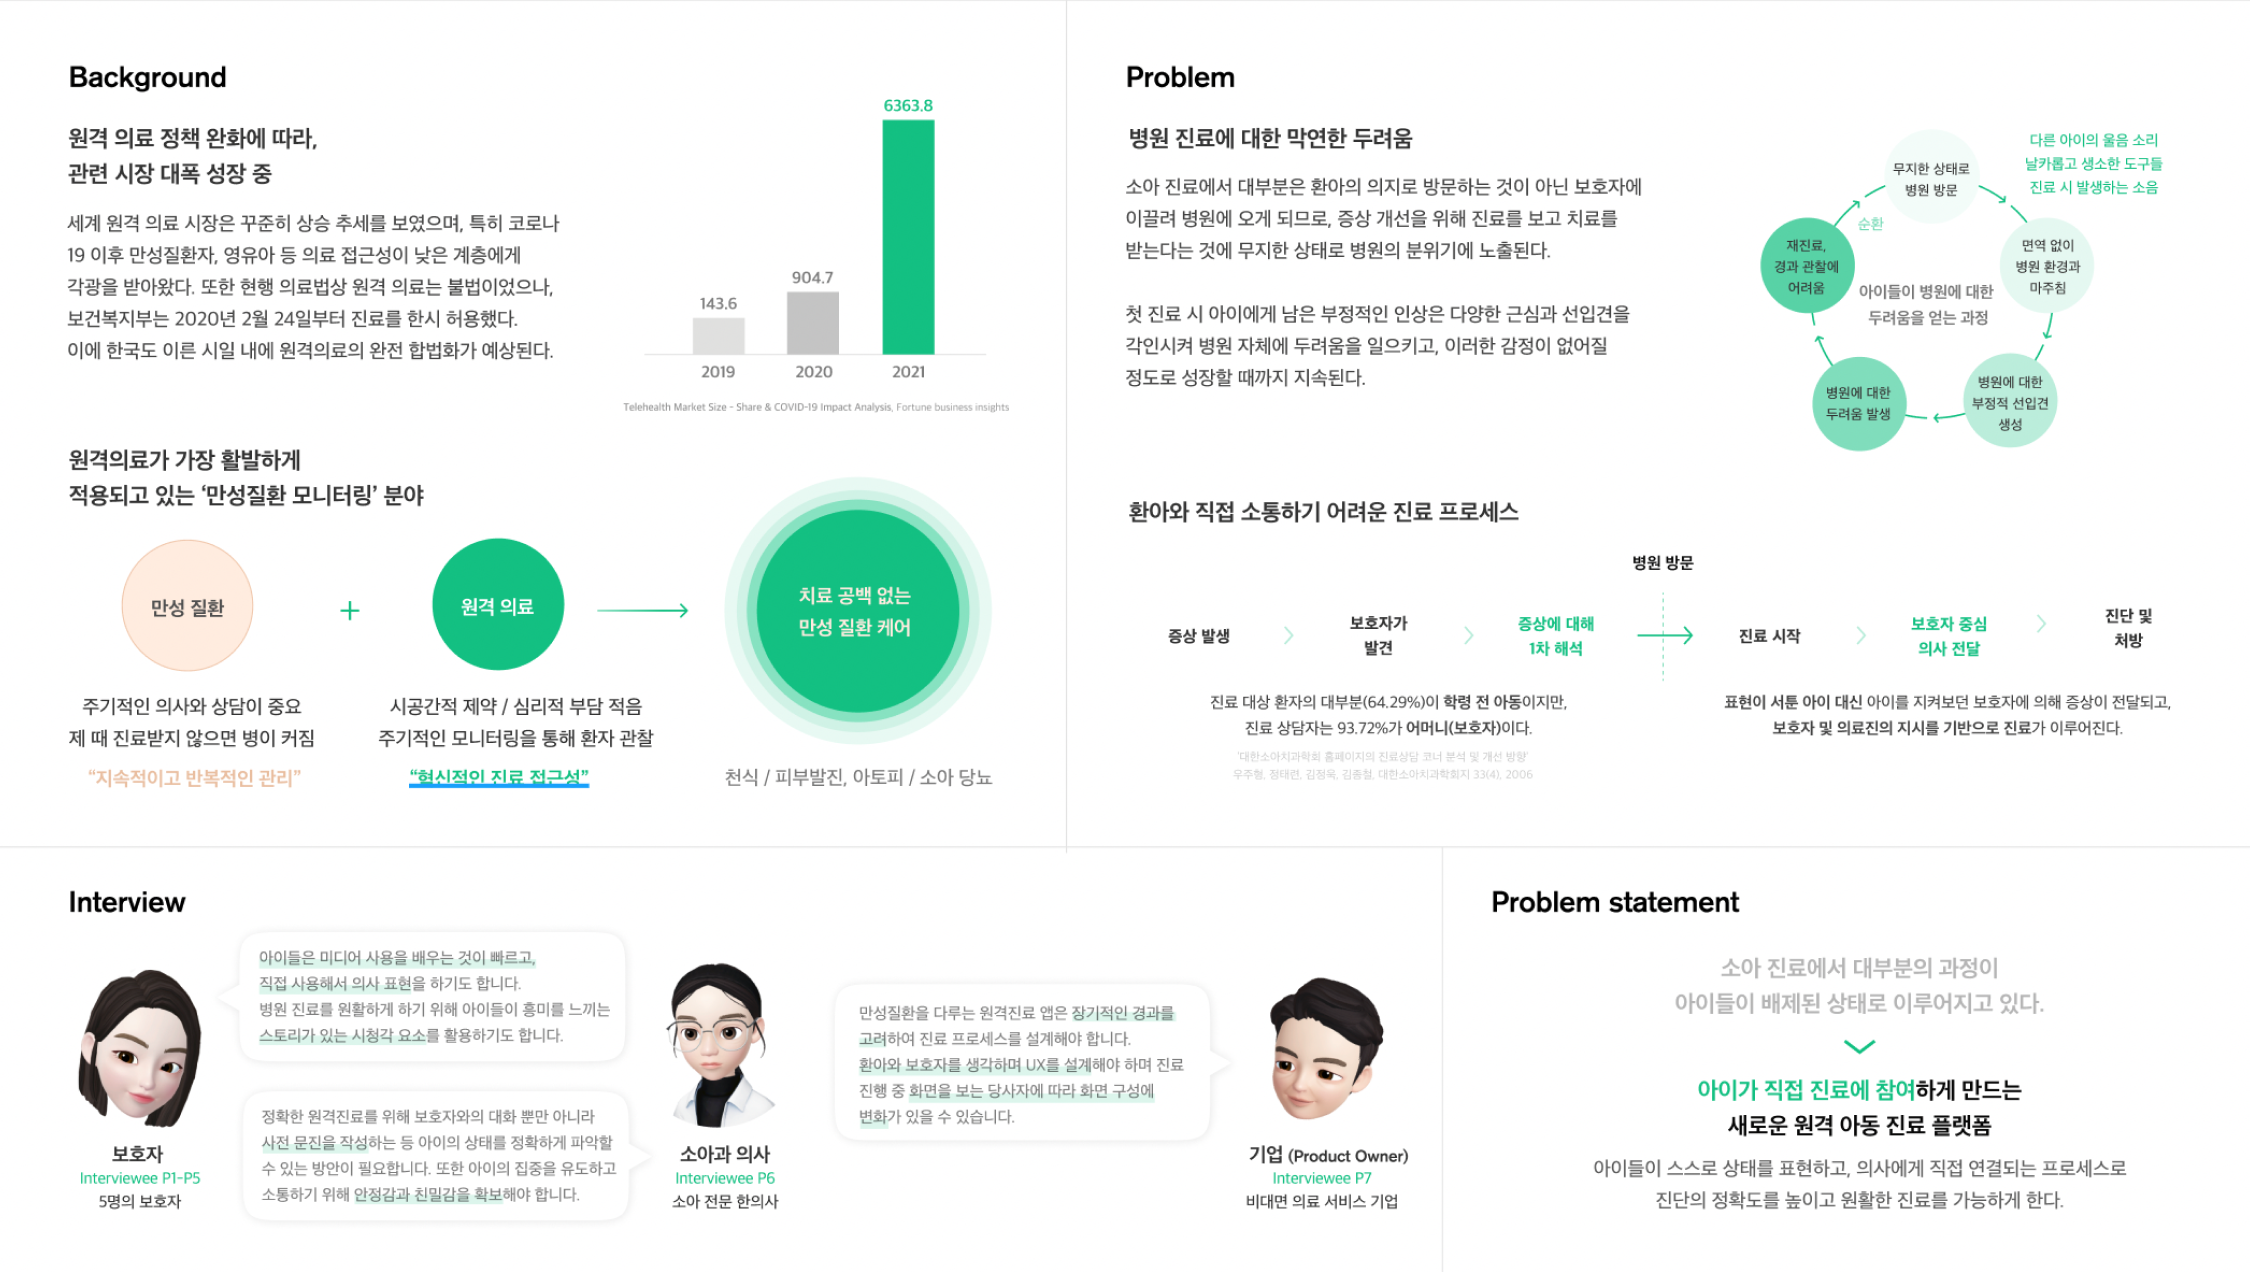 Background
원격 의료 정책 완화에 따라,
관련 시장 대폭 성장 중
세계 원격 의료 시장은 꾸준히 상승 추세를 보였으며, 특히 코로나
19 이후 만성질환자, 영유아 등 의료 접근성이 낮은 계층에게
각광을 받아왔다. 또한 현행 의료법상 원격 의료는 불법이었으나,
보건복지부는 2020년 2월 24일부터 진료를 한시 허용했다.
이에 한국도 이른 시일 내에 원격의료의 완전 합법화가 예상된다.
6363.8
904.7
143.6
2019
2020
2021
Telehealth Market Size - Share & COVID-19 Impact Analysis, Fortune business insights
원격의료가 가장 활발하게
적용되고 있는 ‘만성질환 모니터링’ 분야
만성 질환
+
원격 의료
치료 공백 없는
만성 질환 케어
주기적인 의사와 상담이 중요
제 때 진료받지 않으면 병이 커짐
“지속적이고 반복적인 관리”
시공간적 제약 / 심리적 부담 적음
주기적인 모니터링을 통해 환자 관찰
“혁신적인 진료 접근성”
천식 / 피부발진, 아토피 / 소아 당뇨
Problem
병원 진료에 대한 막연한 두려움
소아 진료에서 대부분은 환아의 의지로 방문하는 것이 아닌 보호자에
이끌려 병원에 오게 되므로, 증상 개선을 위해 진료를 보고 치료를
받는다는 것에 무지한 상태로 병원의 분위기에 노출된다.
첫 진료 시 아이에게 남은 부정적인 인상은 다양한 근심과 선입견을
각인시켜 병원 자체에 두려움을 일으키고, 이러한 감정이 없어질
정도로 성장할 때까지 지속된다.
무지한 상태로
병원 방문
다른 아이의 울음 소리
날카롭고 생소한 도구들
진료 시 발생하는 소음
순환
면역 없이
병원 환경과
마주침
병원에 대한
부정적 선입견
생성
병원에 대한
두려움 발생
재진료,
경과 관찰에
어려움
아이들이 병원에 대한
두려움을 얻는 과정
환아와 직접 소통하기 어려운 진료 프로세스
병원 방문
증상 발생
보호자가
발견
증상에 대해
1차 해석
진료 시작
보호자 중심
의사 전달
진단 및
처방
진료 대상 환자의 대부분(64.29%)이 학령 전 아동이지만,
진료 상담자는 93.72%가 어머니(보호자)이다.
'대한소아치과학회 홈페이지의 진료상담 코너 분석 및 개선 방향'
우주형, 정태련, 김정욱, 김종철, 대한소아치과학회지 33(4), 2006
표현이 서툰 아이 대신 아이를 지켜보던 보호자에 의해 증상이 전달되고,
보호자 및 의료진의 지시를 기반으로 진료가 이루어진다.
Interview
아이들은 미디어 사용을 배우는 것이 빠르고,
직접 사용해서 의사 표현을 하기도 합니다.
병원 진료를 원활하게 하기 위해 아이들이 흥미를 느끼는
스토리가 있는 시청각 요소를 활용하기도 합니다.
보호자
Interviewee P1-P5
5명의 보호자
정확한 원격진료를 위해 보호자와의 대화 뿐만 아니라
사전 문진을 작성하는 등 아이의 상태를 정확하게 파악할
수 있는 방안이 필요합니다. 또한 아이의 집중을 유도하고
소통하기 위해 안정감과 친밀감을 확보해야 합니다.
소아과 의사
Interviewee P6
소아 전문 한의사
만성질환을 다루는 원격진료 앱은 장기적인 경과를
고려하여 진료 프로세스를 설계해야 합니다.
환아와 보호자를 생각하며 UX를 설계해야 하며 진료
진행 중 화면을 보는 당사자에 따라 화면 구성에
변화가 있을 수 있습니다.
기업 (Product Owner)
Interviewee P7
비대면 의료 서비스 기업
Problem statement
소아 진료에서 대부분의 과정이
아이들이 배제된 상태로 이루어지고 있다.
아이가 직접 진료에 참여하게 만드는
새로운 원격 아동 진료 플랫폼
아이들이 스스로 상태를 표현하고, 의사에게 직접 연결되는 프로세스로
진단의 정확도를 높이고 원활한 진료를 가능하게 한다.